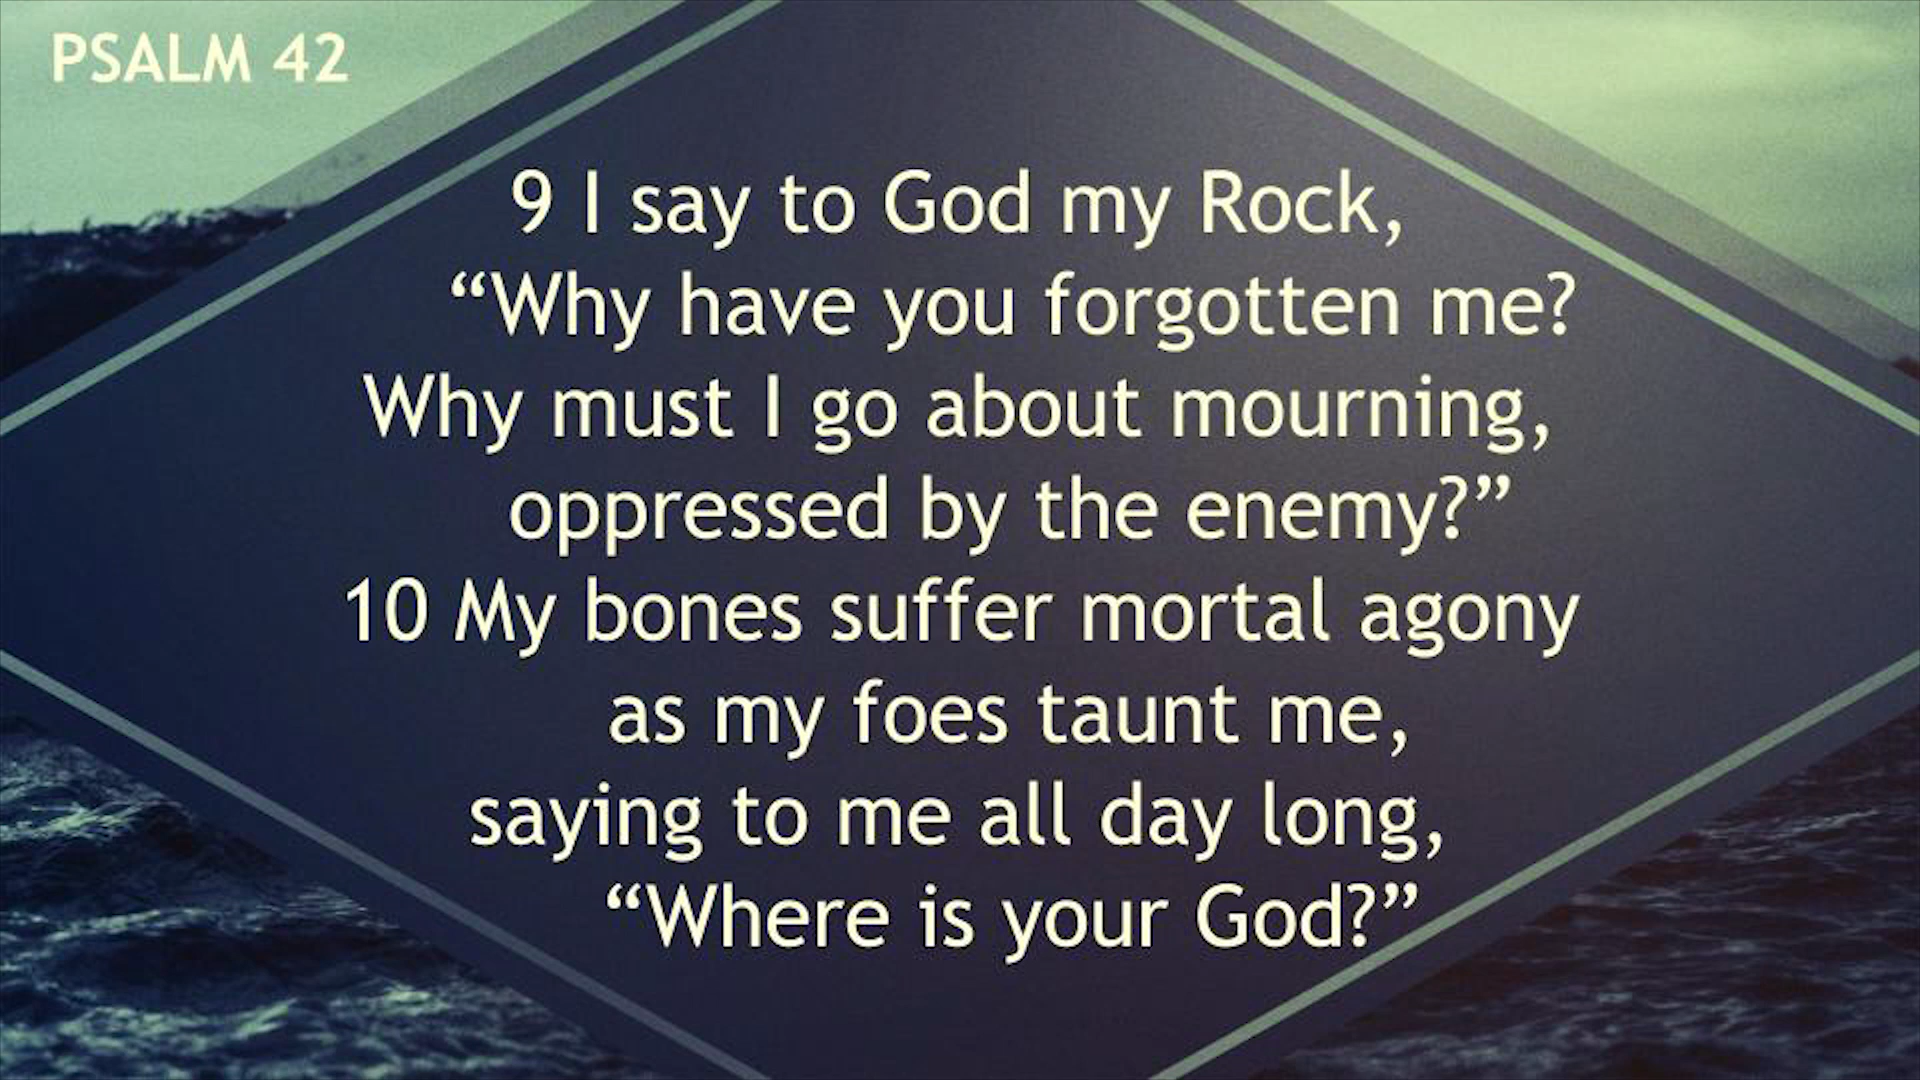 PSALM 42
9 I say to God my Rock,
“Why have you forgotten me?
Why must I go about mourning,
oppressed by the enemy?”
10 My bones suffer mortal agony
as my foes taunt me,
saying to me all day long,
“Where is your God?”